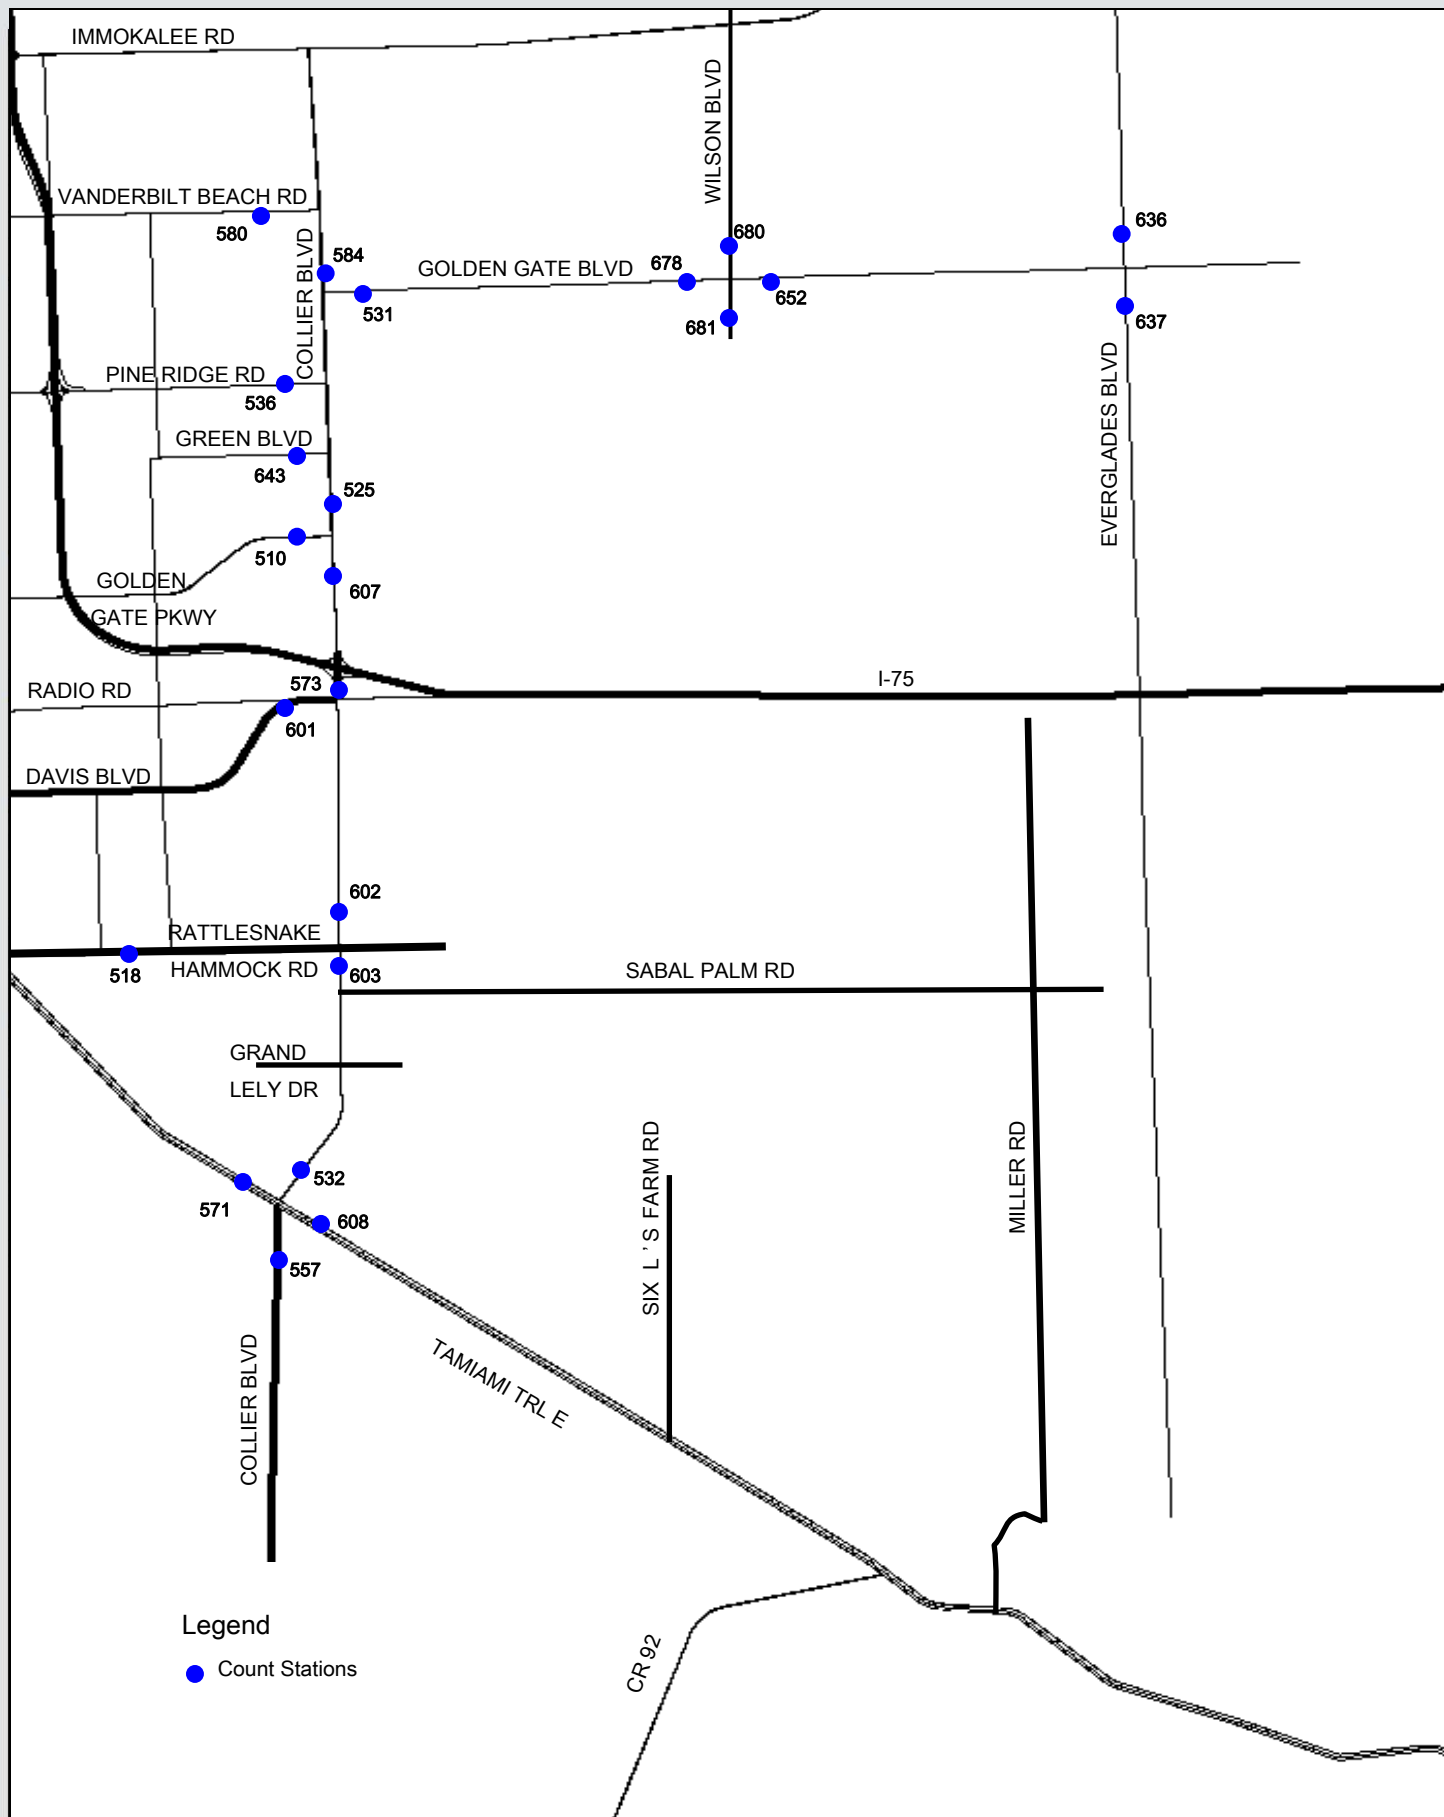 IMMOKALEE RD
WILSON BLVD
VANDERBILT BEACH RD
580
COLLIER BLVD
584
GOLDEN GATE BLVD
531
678
680
652
681
636
637
PINE RIDGE RD
536
EVERGLADES BLVD
GREEN BLVD
643
525
510
GOLDEN
GATE PKWY
607
RADIO RD
573
601
I-75
DAVIS BLVD
602
RATTLESNAKE
HAMMOCK RD
518
603
SABAL PALM RD
GRAND
LELY DR
532
571
608
557
SIX L ' S FARM RD
MILLER RD
COLLIER BLVD
TAMIAMI TRL E
CR 92
Legend
Count Stations